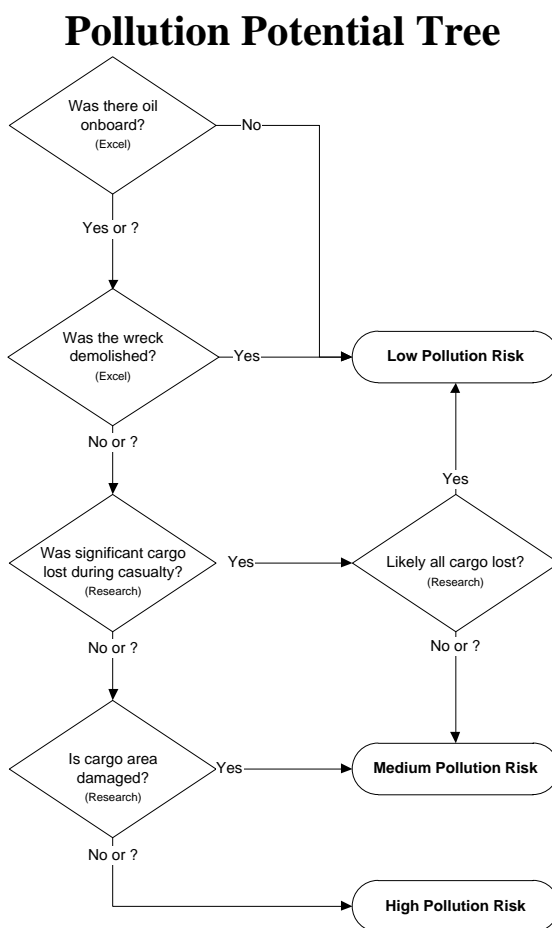 Pollution Potential Tree
Was there oil
onboard?
(Excel)
No
Yes or ?
Was the wreck
demolished?
(Excel)
Yes
Low Pollution Risk
No or ?
Yes
Was significant cargo
lost during casualty?
(Research)
Yes
Likely all cargo lost?
(Research)
No or ?
No or ?
Is cargo area
damaged?
(Research)
Yes
Medium Pollution Risk
No or ?
High Pollution Risk